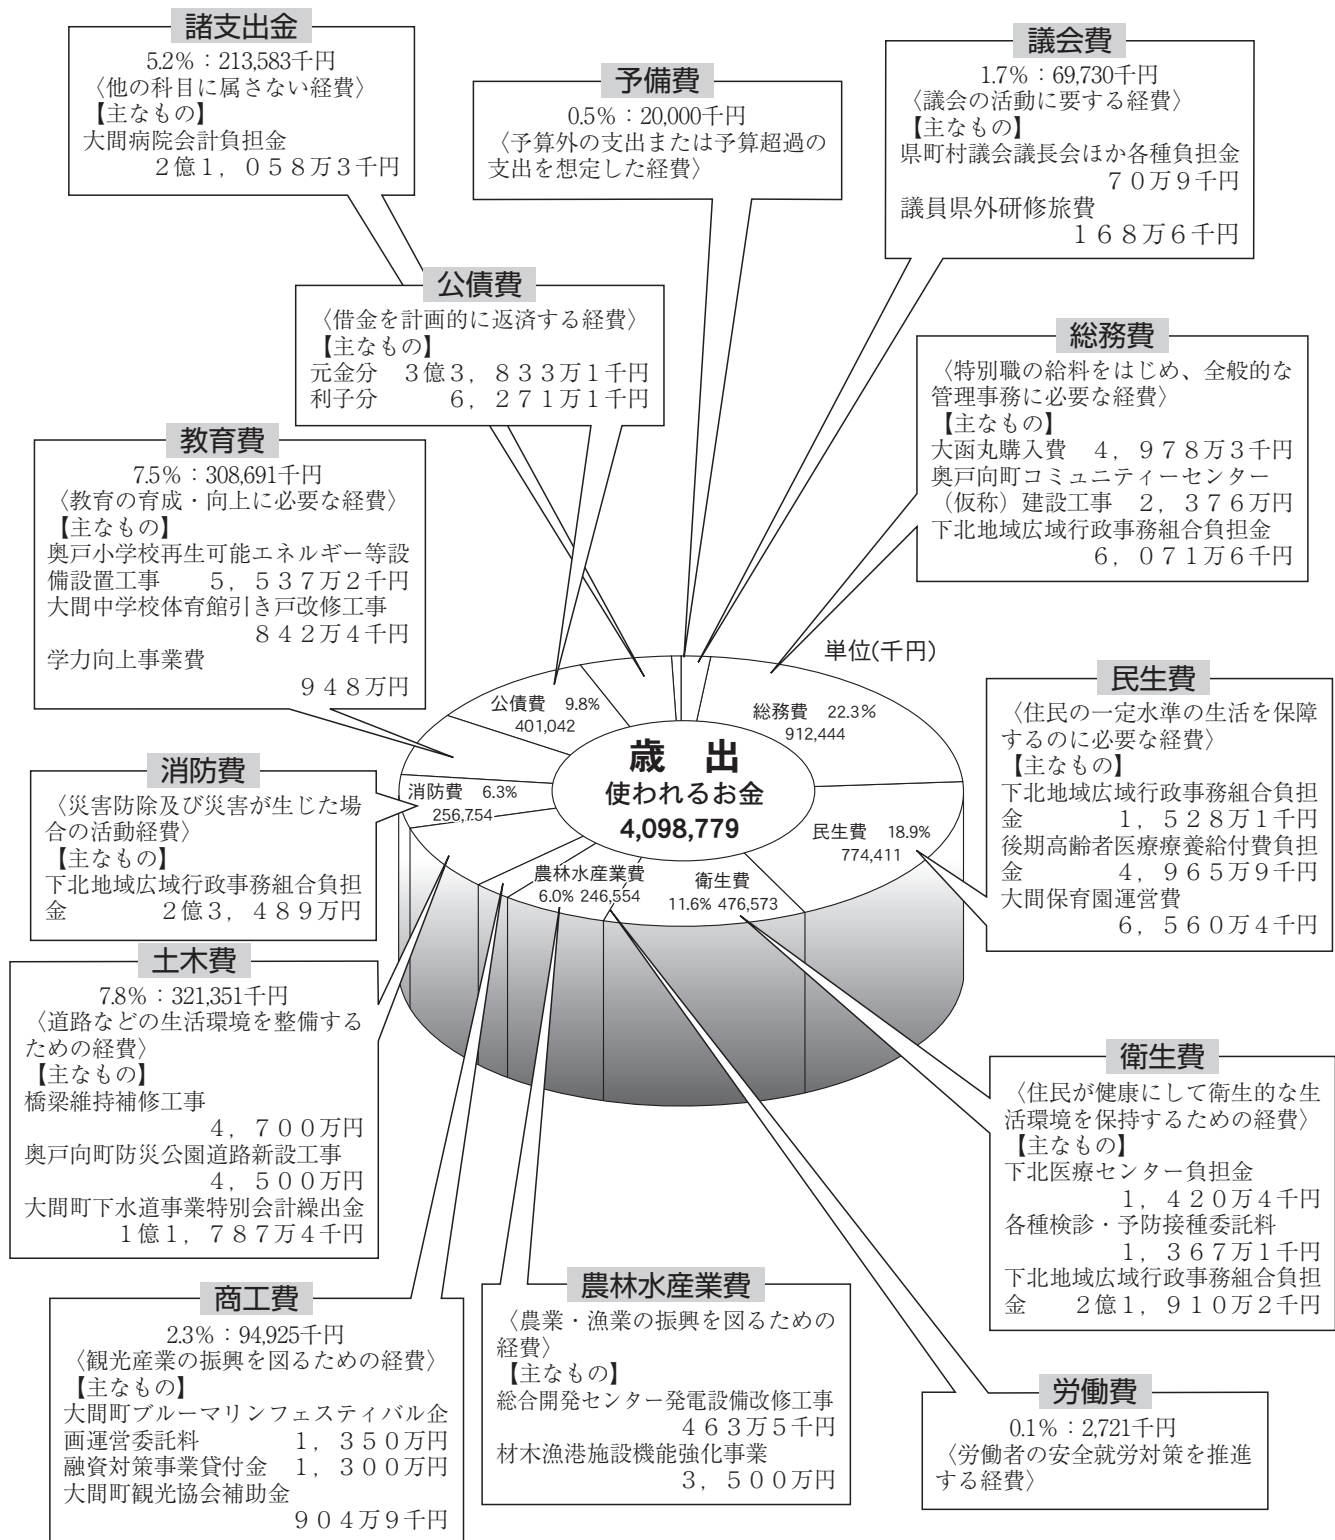 諸支出金
5.2%：213,583千円
〈他の科目に属さない経費〉
【主なもの】
大間病院会計負担金
２億１，０５８万３千円
予備費
0.5%：20,000千円
〈予算外の支出または予算超過の
支出を想定した経費〉
議会費
1.7%：69,730千円
〈議会の活動に要する経費〉
【主なもの】
県町村議会議長会ほか各種負担金
７０万９千円
議員県外研修旅費
１６８万６千円
公債費
〈借金を計画的に返済する経費〉
【主なもの】
元金分　３億３，８３３万１千円
利子分　６，２７１万１千円
総務費
〈特別職の給料をはじめ、全般的な
管理事務に必要な経費〉
【主なもの】
大函丸購入費　４，９７８万３千円
奥戸向町コミュニティーセンター
（仮称）建設工事　２，３７６万円
下北地域広域行政事務組合負担金
６，０７１万６千円
教育費
7.5%：308,691千円
〈教育の育成・向上に必要な経費〉
【主なもの】
奥戸小学校再生可能エネルギー等設
備設置工事　５，５３７万２千円
大間中学校体育館引き戸改修工事
８４２万４千円
学力向上事業費
９４８万円
単位(千円)
公債費　9.8%
401,042
総務費　22.3%
912,444
歳　出
使われるお金
4,098,779
消防費　6.3%
256,754
民生費　18.9%
774,411
農林水産業費
6.0% 246,554
衛生費
11.6% 476,573
民生費
〈住民の一定水準の生活を保障
するのに必要な経費〉
【主なもの】
下北地域広域行政事務組合負担
金　１，５２８万１千円
後期高齢者医療療養給付費負担
金　４，９６５万９千円
大間保育園運営費
６，５６０万４千円
消防費
〈災害防除及び災害が生じた場
合の活動経費〉
【主なもの】
下北地域広域行政事務組合負担
金　２億３，４８９万円
土木費
7.8%：321,351千円
〈道路などの生活環境を整備する
ための経費〉
【主なもの】
橋梁維持補修工事
４，７００万円
奥戸向町防災公園道路新設工事
４，５００万円
大間町下水道事業特別会計繰出金
１億１，７８７万４千円
衛生費
〈住民が健康にして衛生的な生
活環境を保持するための経費〉
【主なもの】
下北医療センター負担金
１，４２０万４千円
各種検診・予防接種委託料
１，３６７万１千円
下北地域広域行政事務組合負担
金　２億１，９１０万２千円
商工費
2.3%：94,925千円
〈観光産業の振興を図るための経費〉
【主なもの】
大間町ブルーマリンフェスティバル企
画運営委託料　１，３５０万円
融資対策事業貸付金　１，３００万円
大間町観光協会補助金
９０４万９千円
農林水産業費
〈農業・漁業の振興を図るための
経費〉
【主なもの】
総合開発センター発電設備改修工事
４６３万５千円
材木漁港施設機能強化事業
３，５００万円
労働費
0.1%：2,721千円
〈労働者の安全就労対策を推進
する経費〉